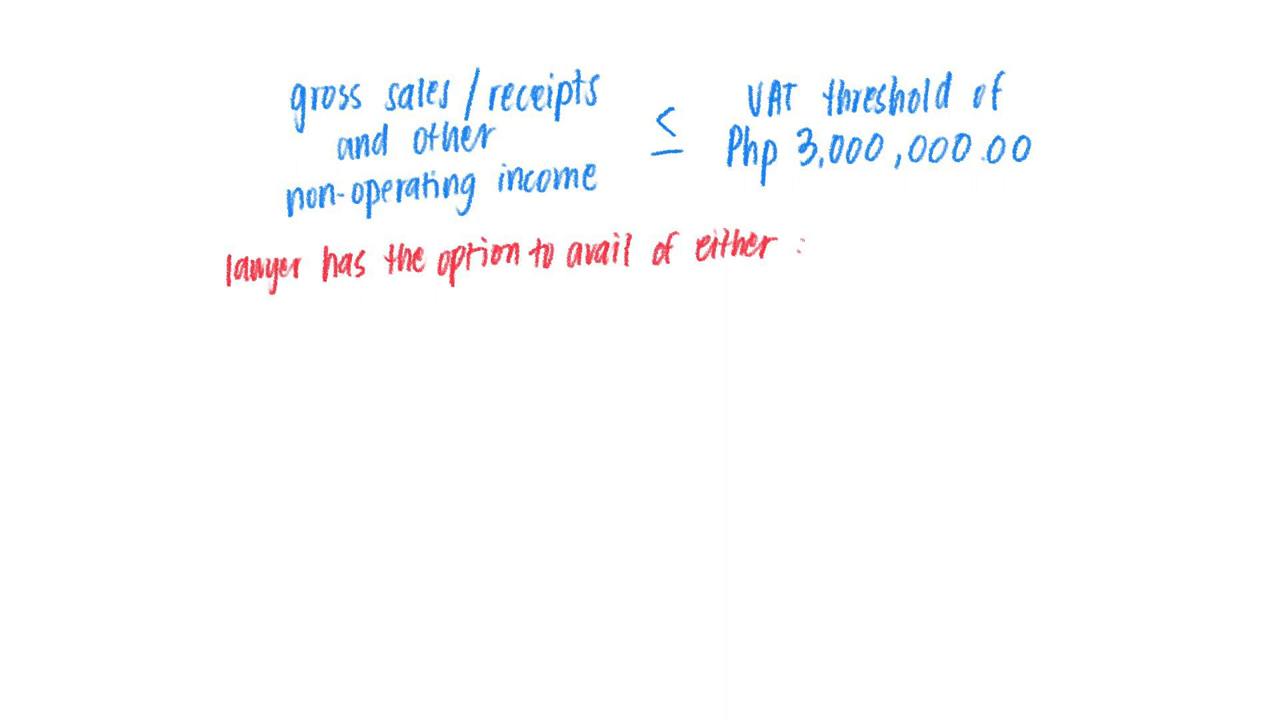 gross sales / receipts
and other
non-operating income
≤
VAT threshold of
Php 3,000,000.00
lawyer has the option to avail of either :